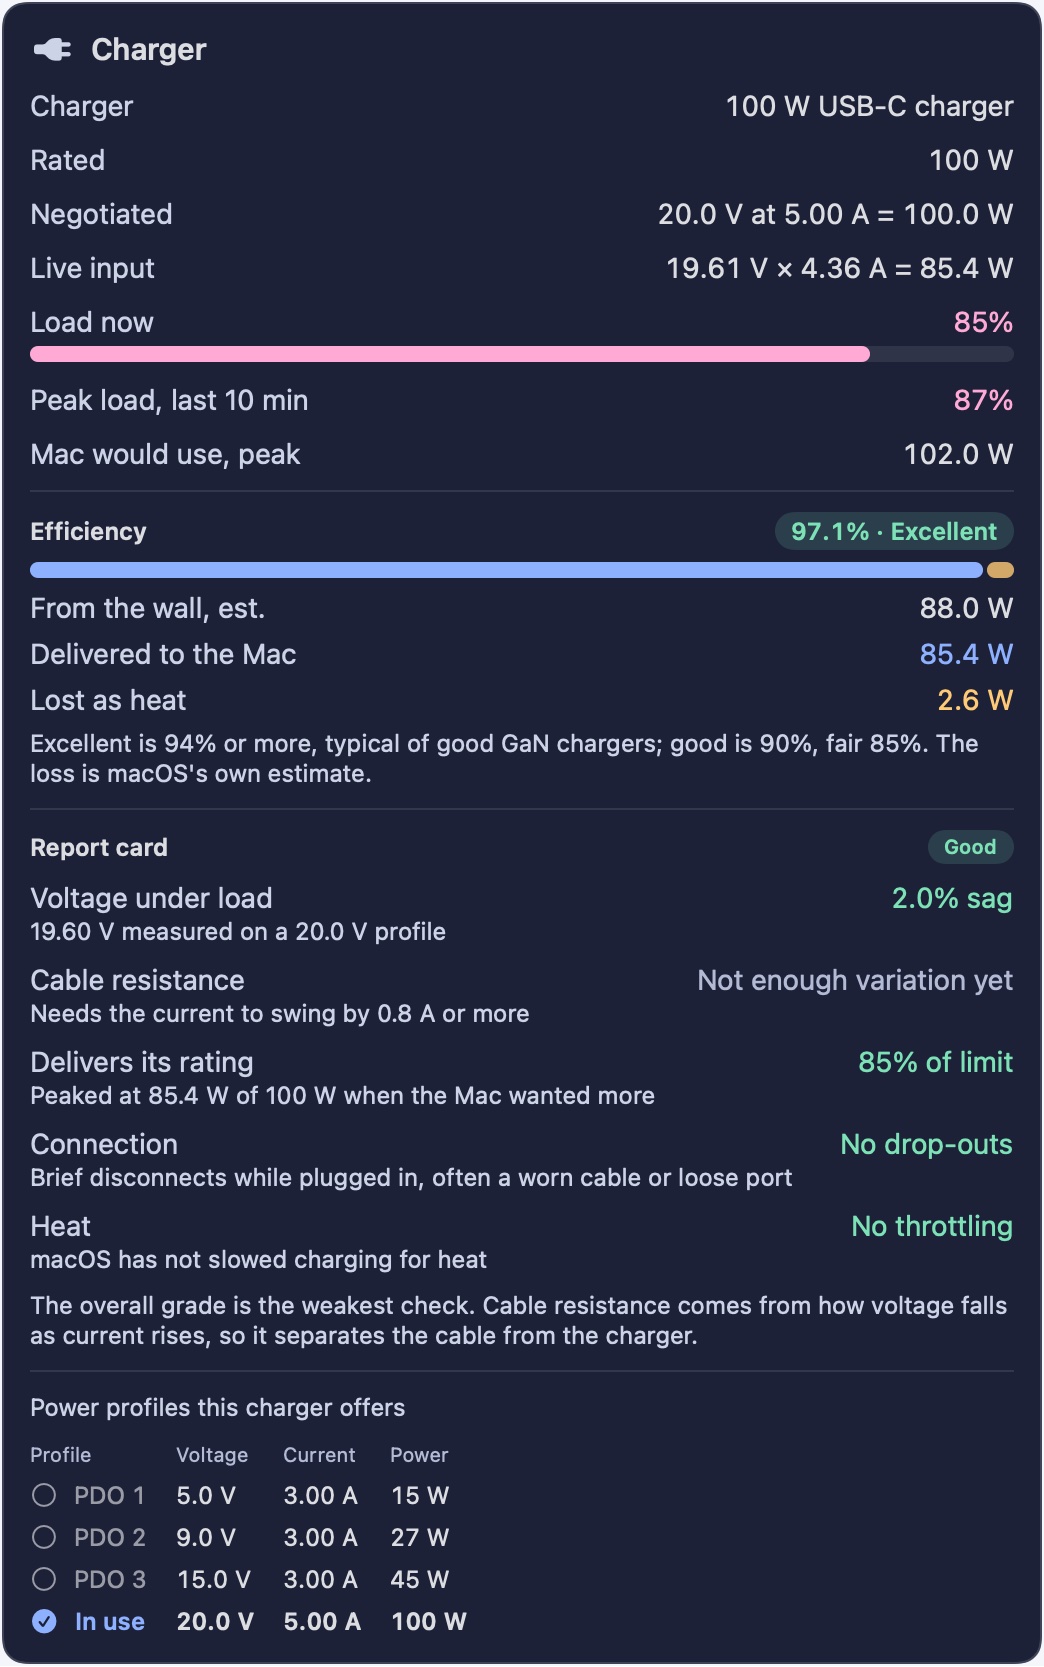 Charger
Charger 100 W USB-C charger
Rated 100 W
Negotiated 20.0 V at 5.00 A = 100.0 W
Live input 19.61 V × 4.36 A = 85.4 W
Load now 85%
Peak load, last 10 min 87%
Mac would use, peak 102.0 W
Efficiency 97.1% · Excellent
From the wall, est. 88.0 W
Delivered to the Mac 85.4 W
Lost as heat 2.6 W
Excellent is 94% or more, typical of good GaN chargers; good is 90%, fair 85%. The
loss is macOS's own estimate.
Report card Good
Voltage under load 2.0% sag
19.60 V measured on a 20.0 V profile
Cable resistance Not enough variation yet
Needs the current to swing by 0.8 A or more
Delivers its rating 85% of limit
Peaked at 85.4 W of 100 W when the Mac wanted more
Connection No drop-outs
Brief disconnects while plugged in, often a worn cable or loose port
Heat No throttling
macOS has not slowed charging for heat
The overall grade is the weakest check. Cable resistance comes from how voltage falls
as current rises, so it separates the cable from the charger.
Power profiles this charger offers
Profile Voltage Current Power
PDO 1 5.0 V 3.00 A 15 W
PDO 2 9.0 V 3.00 A 27 W
PDO 3 15.0 V 3.00 A 45 W
In use 20.0 V 5.00 A 100 W